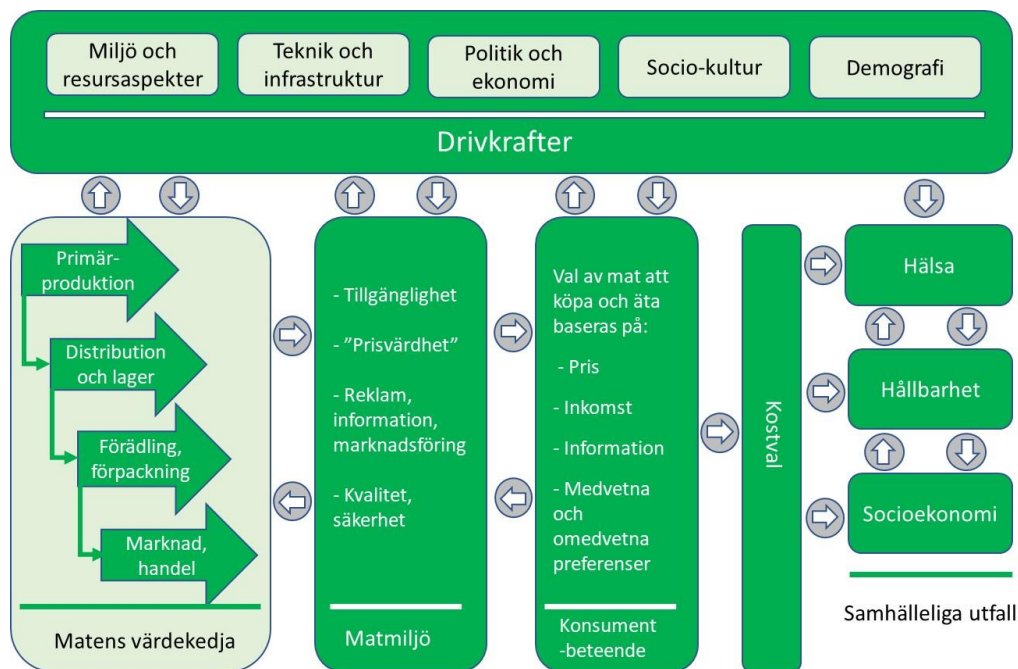 Miljö och
resursaspekter
Teknik och
infrastruktur
Politik och
ekonomi
Socio-kultur
Demografi
Drivkrafter
Primär-
produktion
Distribution
och lager
Förädling,
förpackning
Marknad,
handel
Matens värdekedja
- Tillgänglighet
- ”Prisvärdhet”
- Reklam,
information,
marknadsföring
- Kvalitet,
säkerhet
Matmiljö
Val av mat att
köpa och äta
baseras på:
- Pris
- Inkomst
- Information
- Medvetna
och
omedvetna
preferenser
Konsument
-beteende
Kostval
Hälsa
Hållbarhet
Socioekonomi
Samhälleliga utfall